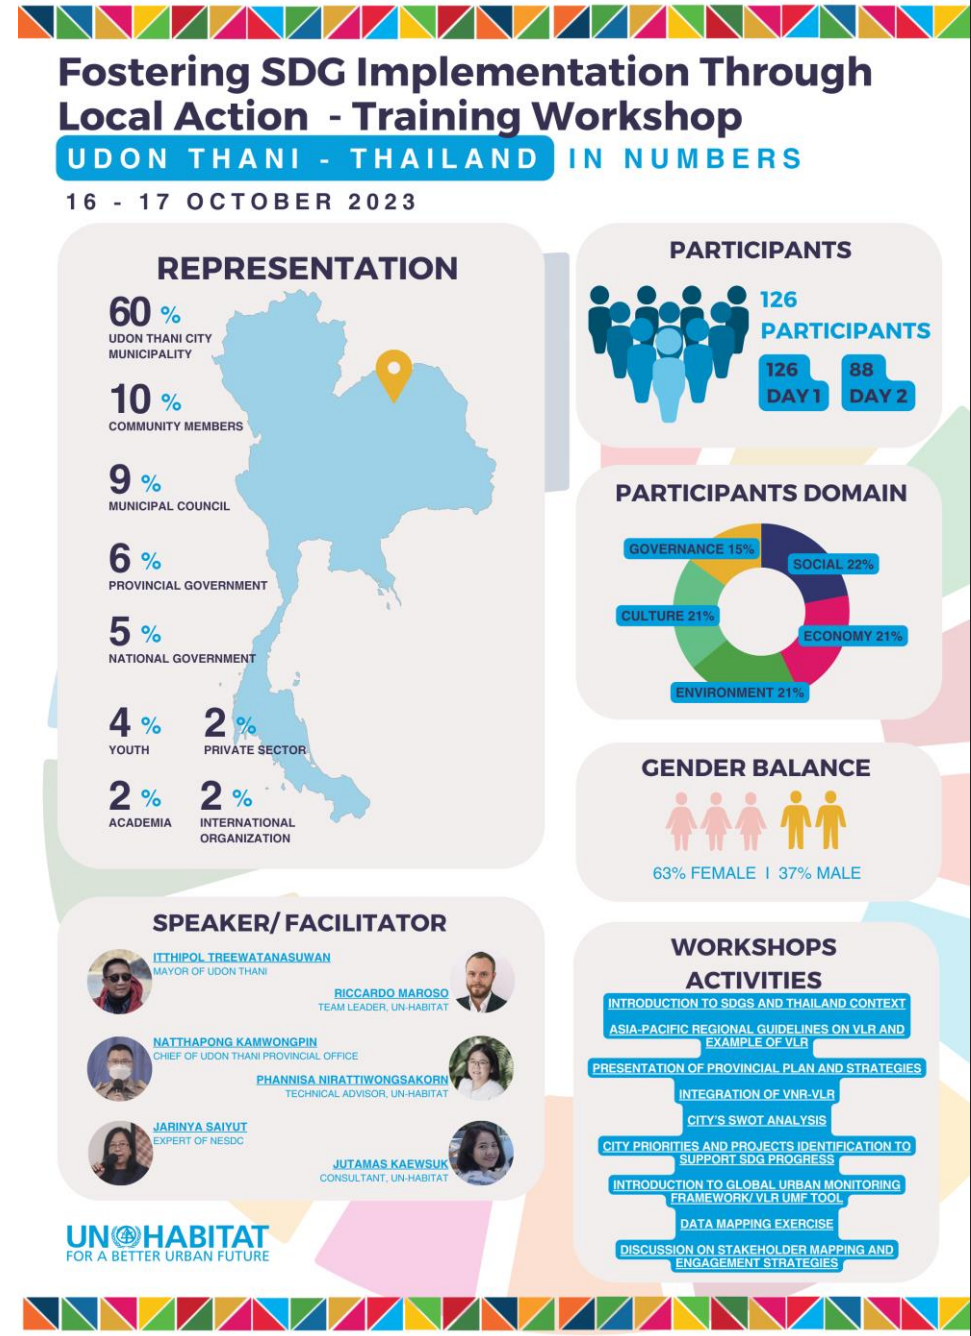 Fostering SDG Implementation Through
Local Action - Training Workshop
UDON THANI - THAILAND IN NUMBERS
16 - 17 OCTOBER 2023
REPRESENTATION
60 %
UDON THANI CITY
MUNICIPALITY
10 %
COMMUNITY MEMBERS
9 %
MUNICIPAL COUNCIL
6 %
PROVINCIAL GOVERNMENT
5 %
NATIONAL GOVERNMENT
4 %
YOUTH
2 %
PRIVATE SECTOR
2 %
ACADEMIA
2 %
INTERNATIONAL
ORGANIZATION
PARTICIPANTS
126
PARTICIPANTS
126
DAY 1
88
DAY 2
PARTICIPANTS DOMAIN
GOVERNANCE 15%
SOCIAL 22%
CULTURE 21%
ECONOMY 21%
ENVIRONMENT 21%
GENDER BALANCE
63% FEMALE I 37% MALE
SPEAKER/ FACILITATOR
ITTHIPOL TREEWATANASUWAN
MAYOR OF UDON THANI
RICCARDO MAROSO
TEAM LEADER, UN-HABITAT
NATTHAPONG KAMWONGPIN
CHIEF OF UDON THANI PROVINCIAL OFFICE
PHANNISA NIRATTIWONGSAKORN
TECHNICAL ADVISOR, UN-HABITAT
JARINYA SAIYUT
EXPERT OF NESDC
JUTAMAS KAEWSUK
CONSULTANT, UN-HABITAT
WORKSHOPS
ACTIVITIES
INTRODUCTION TO SDGS AND THAILAND CONTEXT
ASIA-PACIFIC REGIONAL GUIDELINES ON VLR AND
EXAMPLE OF VLR
PRESENTATION OF PROVINCIAL PLAN AND STRATEGIES
INTEGRATION OF VNR-VLR
CITY'S SWOT ANALYSIS
CITY PRIORITIES AND PROJECTS IDENTIFICATION TO
SUPPORT SDG PROGRESS
INTRODUCTION TO GLOBAL URBAN MONITORING
FRAMEWORK/ VLR UMF TOOL
DATA MAPPING EXERCISE
DISCUSSION ON STAKEHOLDER MAPPING AND
ENGAGEMENT STRATEGIES
UN HABITAT
FOR A BETTER URBAN FUTURE